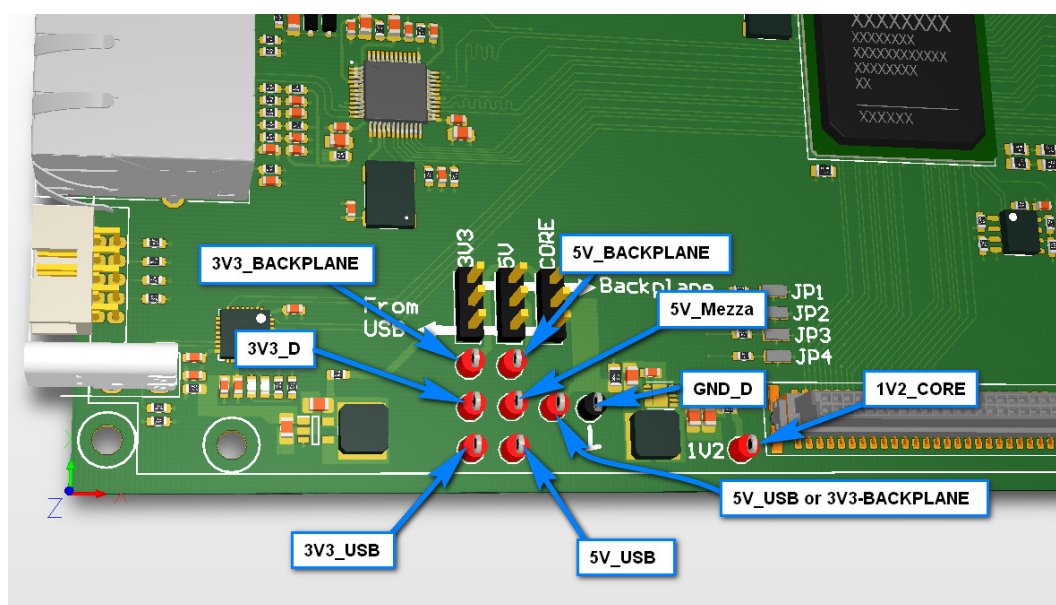 XXXXXXXX
XXXXXXXXXXXX
XXXXXXXX
XX
XXXXXX
3V3
5V
CORE
3V3_BACKPLANE
5V_BACKPLANE
Backplane
From
USB
5V_Mezza
JP1
JP2
JP3
JP4
3V3_D
GND_D
1V2_CORE
1V2
5V_USB or 3V3-BACKPLANE
3V3_USB
5V_USB
Z
X